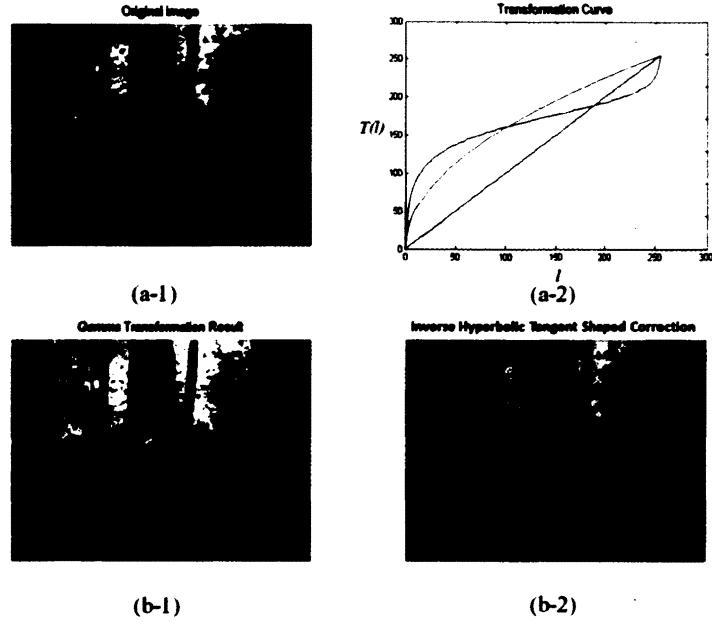 Original Image
Transformation Curve
300
250
200
T(l)
150
100
50
0
0 50 100 150 200 250 300
l
(a-1)
(a-2)
Gamma Transformation Result
Inverse Hyperbolic Tangent Shaped Correction
(b-1)
(b-2)